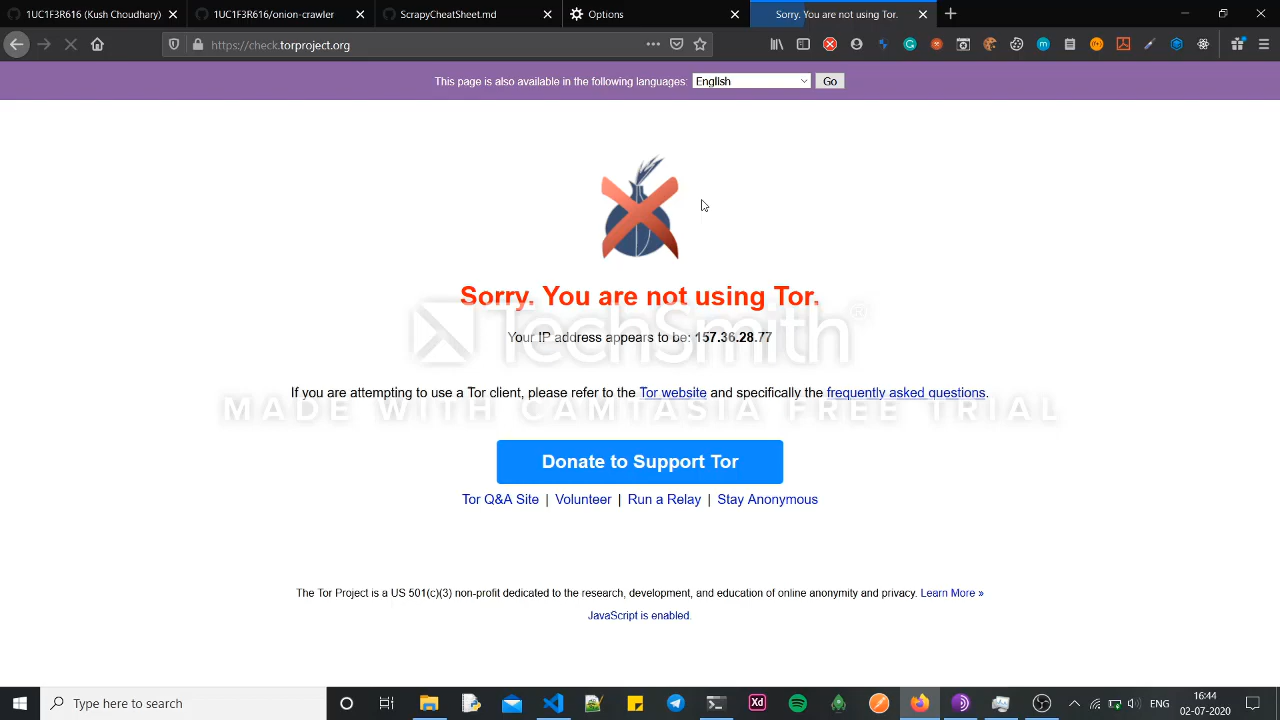 1UC1F3R616 (Kush Choudhary)
1UC1F3R616/onion-crawler
ScrapyCheatSheet.md
Options
Sorry. You are not using Tor.
https://check.torproject.org
This page is also available in the following languages: English Go
Sorry. You are not using Tor.
Your IP address appears to be: 157.36.28.77
TechSmith®
If you are attempting to use a Tor client, please refer to the Tor website and specifically the frequently asked questions.
MADE WITH CAMTASIA FREE TRIAL
Donate to Support Tor
Tor Q&A Site | Volunteer | Run a Relay | Stay Anonymous
The Tor Project is a US 501(c)(3) non-profit dedicated to the research, development, and education of online anonymity and privacy. Learn More »
JavaScript is enabled.
Type here to search
Xd
ENG
16:44
02-07-2020